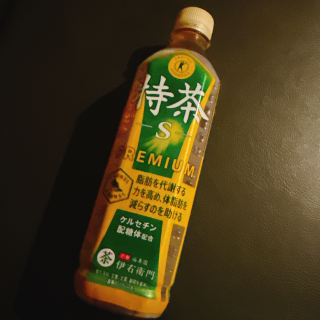 特茶
S
PREMIUM
脂肪を代謝する
力を高め、体脂肪を
減らすのを助ける
ケルセチン
配糖体配合
茶 伊右衛門